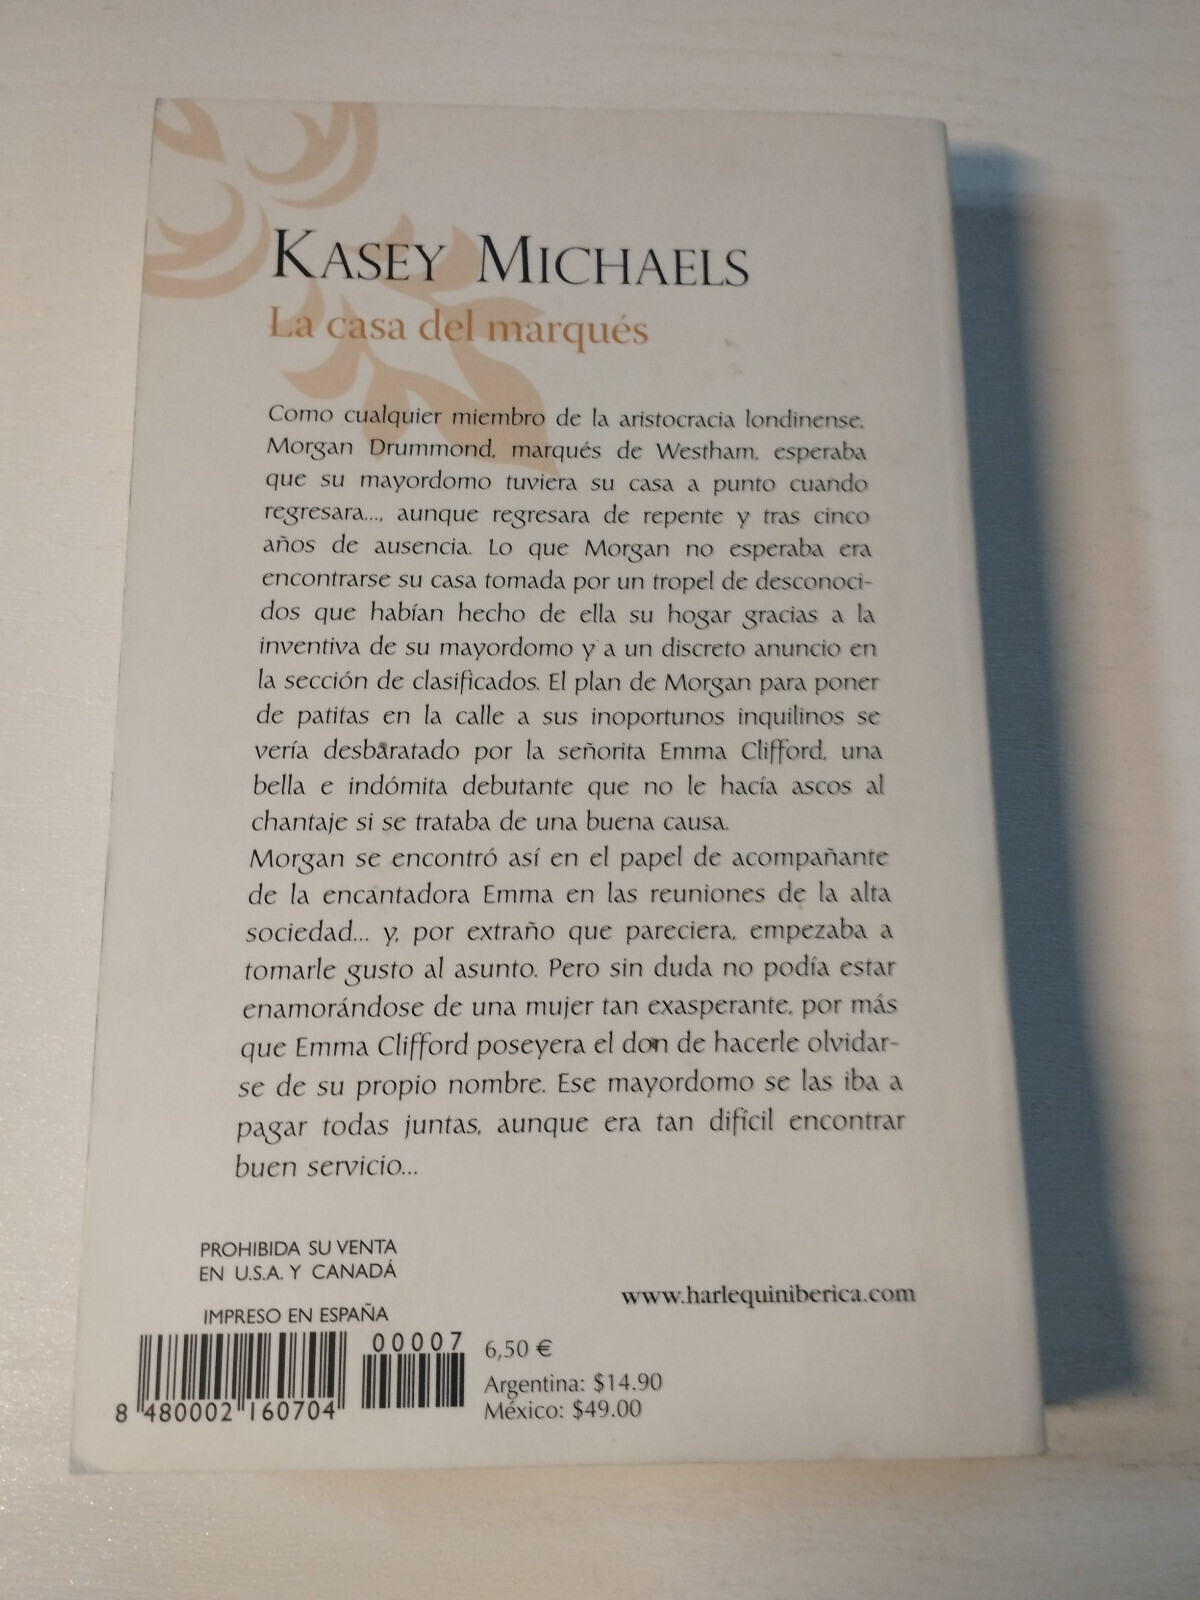 KASEY MICHAELS
La casa del marqués
Como cualquier miembro de la aristocracia londinense,
Morgan Drummond, marqués de Westham, esperaba
que su mayordomo tuviera su casa a punto cuando
regresara..., aunque regresara de repente y tras cinco
años de ausencia. Lo que Morgan no esperaba era
encontrarse su casa tomada por un tropel de desconoci-
dos que habían hecho de ella su hogar gracias a la
inventiva de su mayordomo y a un discreto anuncio en
la sección de clasificados. El plan de Morgan para poner
de patitas en la calle a sus inoportunos inquilinos se
vería desbaratado por la señorita Emma Clifford, una
bella e indómita debutante que no le hacía ascos al
chantaje si se trataba de una buena causa.
Morgan se encontró así en el papel de acompañante
de la encantadora Emma en las reuniones de la alta
sociedad... y, por extraño que pareciera, empezaba a
tomarle gusto al asunto. Pero sin duda no podía estar
enamorándose de una mujer tan exasperante, por más
que Emma Clifford poseyera el don de hacerle olvidar-
se de su propio nombre. Ese mayordomo se las iba a
pagar todas juntas, aunque era tan difícil encontrar
buen servicio...
PROHIBIDA SU VENTA
EN U.S.A. Y CANADÁ
www.harlequiniberica.com
IMPRESO EN ESPAÑA
00007
8 480002 160704
6,50 €
Argentina: $14.90
México: $49.00